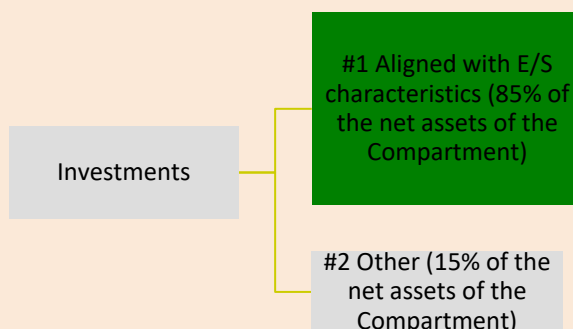 #1 Aligned with E/S
characteristics (85% of
the net assets of the
Compartment)
Investments
#2 Other (15% of the
net assets of the
Compartment)